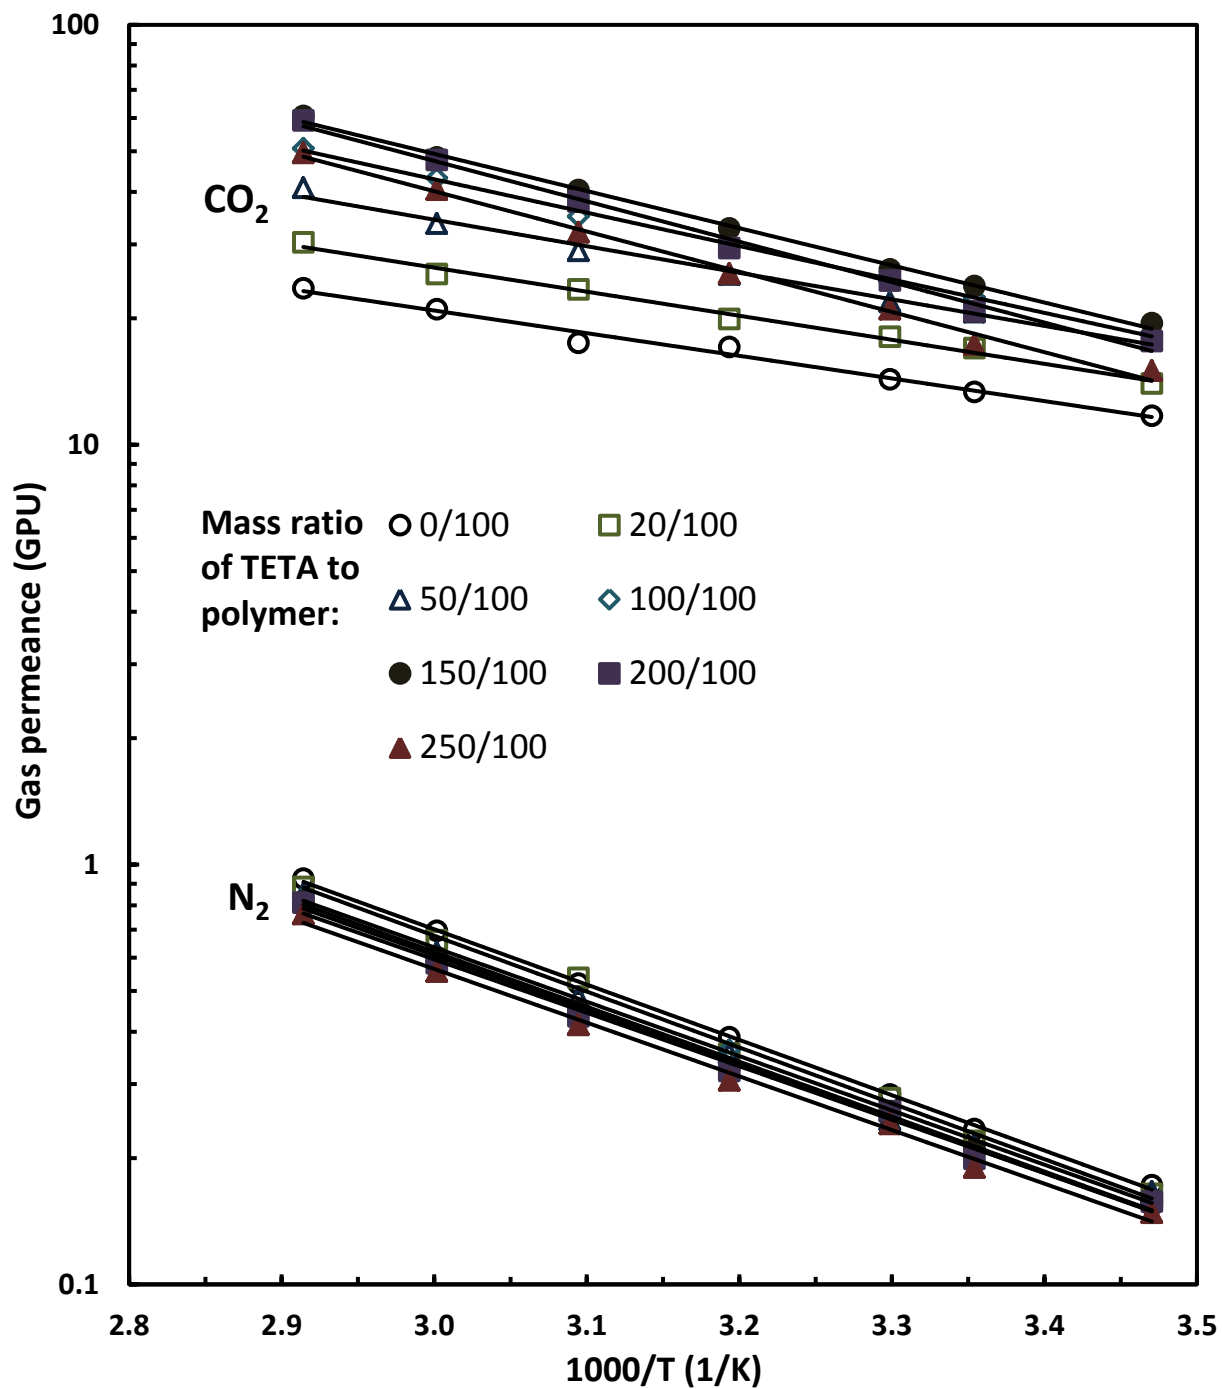 100
CO2
10
Gas permeance (GPU)
Mass ratio
of TETA to
polymer:
0/100
20/100
50/100
100/100
150/100
200/100
250/100
1
N2
0.1
2.8 2.9 3.0 3.1 3.2 3.3 3.4 3.5
1000/T (1/K)